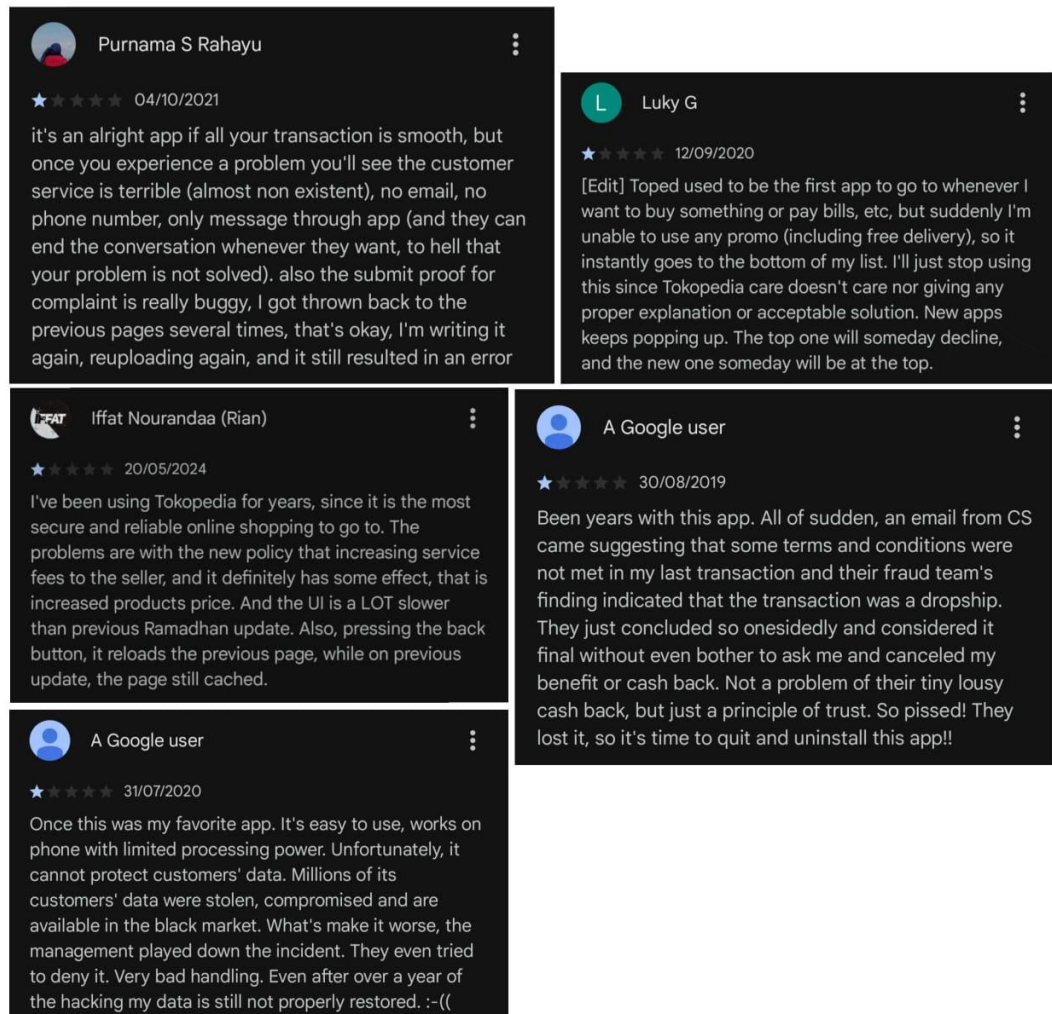 Purnama S Rahayu
04/10/2021
it's an alright app if all your transaction is smooth, but
once you experience a problem you'll see the customer
service is terrible (almost non existent), no email, no
phone number, only message through app (and they can
end the conversation whenever they want, to hell that
your problem is not solved). also the submit proof for
complaint is really buggy, I got thrown back to the
previous pages several times, that's okay, I'm writing it
again, reuploading again, and it still resulted in an error
L
Luky G
12/09/2020
[Edit] Toped used to be the first app to go to whenever I
want to buy something or pay bills, etc, but suddenly I'm
unable to use any promo (including free delivery), so it
instantly goes to the bottom of my list. I'll just stop using
this since Tokopedia care doesn't care nor giving any
proper explanation or acceptable solution. New apps
keeps popping up. The top one will someday decline,
and the new one someday will be at the top.
IFFAT
Iffat Nourandaa (Rian)
20/05/2024
I've been using Tokopedia for years, since it is the most
secure and reliable online shopping to go to. The
problems are with the new policy that increasing service
fees to the seller, and it definitely has some effect, that is
increased products price. And the UI is a LOT slower
than previous Ramadhan update. Also, pressing the back
button, it reloads the previous page, while on previous
update, the page still cached.
A Google user
30/08/2019
Been years with this app. All of sudden, an email from CS
came suggesting that some terms and conditions were
not met in my last transaction and their fraud team's
finding indicated that the transaction was a dropship.
They just concluded so onesidedly and considered it
final without even bother to ask me and canceled my
benefit or cash back. Not a problem of their tiny lousy
cash back, but just a principle of trust. So pissed! They
lost it, so it's time to quit and uninstall this app!!
A Google user
31/07/2020
Once this was my favorite app. It's easy to use, works on
phone with limited processing power. Unfortunately, it
cannot protect customers' data. Millions of its
customers' data were stolen, compromised and are
available in the black market. What's make it worse, the
management played down the incident. They even tried
to deny it. Very bad handling. Even after over a year of
the hacking my data is still not properly restored. :-((